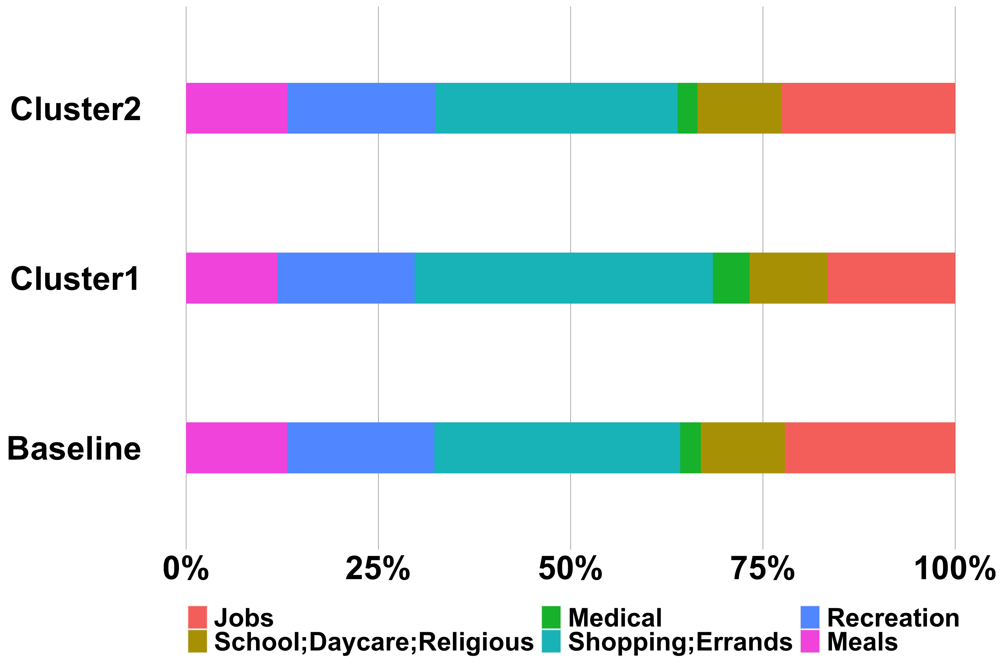 Cluster2
Cluster1
Baseline
0% 25% 50% 75% 100%
Jobs Medical Recreation
School;Daycare;Religious Shopping;Errands Meals